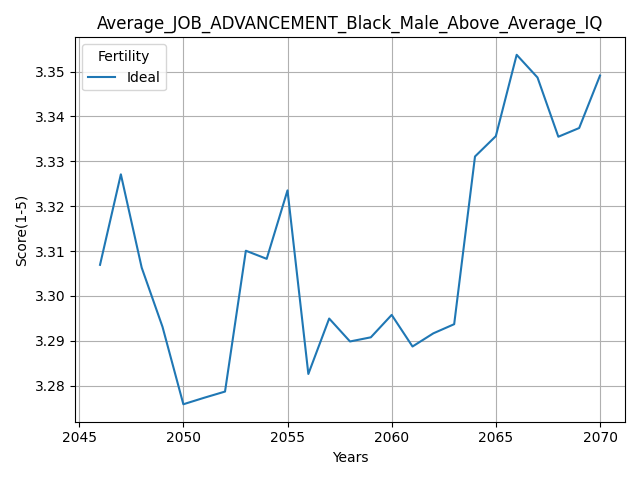 Average_JOB_ADVANCEMENT_Black_Male_Above_Average_IQ
Fertility
Ideal
3.35
3.34
3.33
3.32
3.31
3.30
3.29
3.28
Score(1-5)
2045 2050 2055 2060 2065 2070
Years